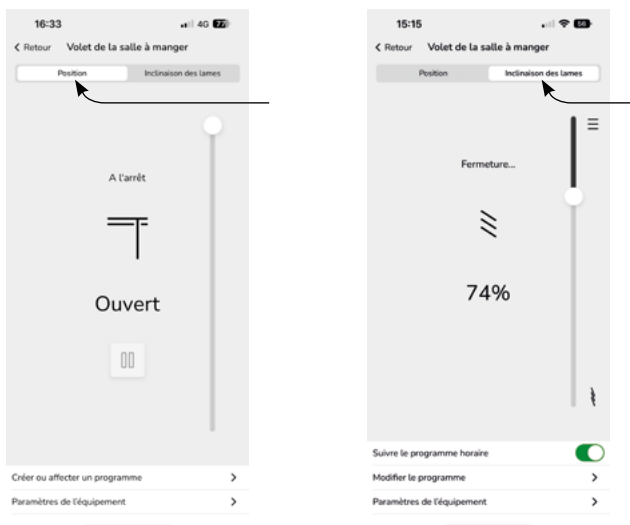 16:33
4G 77
Retour Volet de la salle à manger
Position Inclinaison des lames
A l'arrêt
Ouvert
Créer ou affecter un programme
Paramètres de l'équipement
15:15
56
Retour Volet de la salle à manger
Position Inclinaison des lames
Fermeture...
74%
Suivre le programme horaire
Modifier le programme
Paramètres de l'équipement